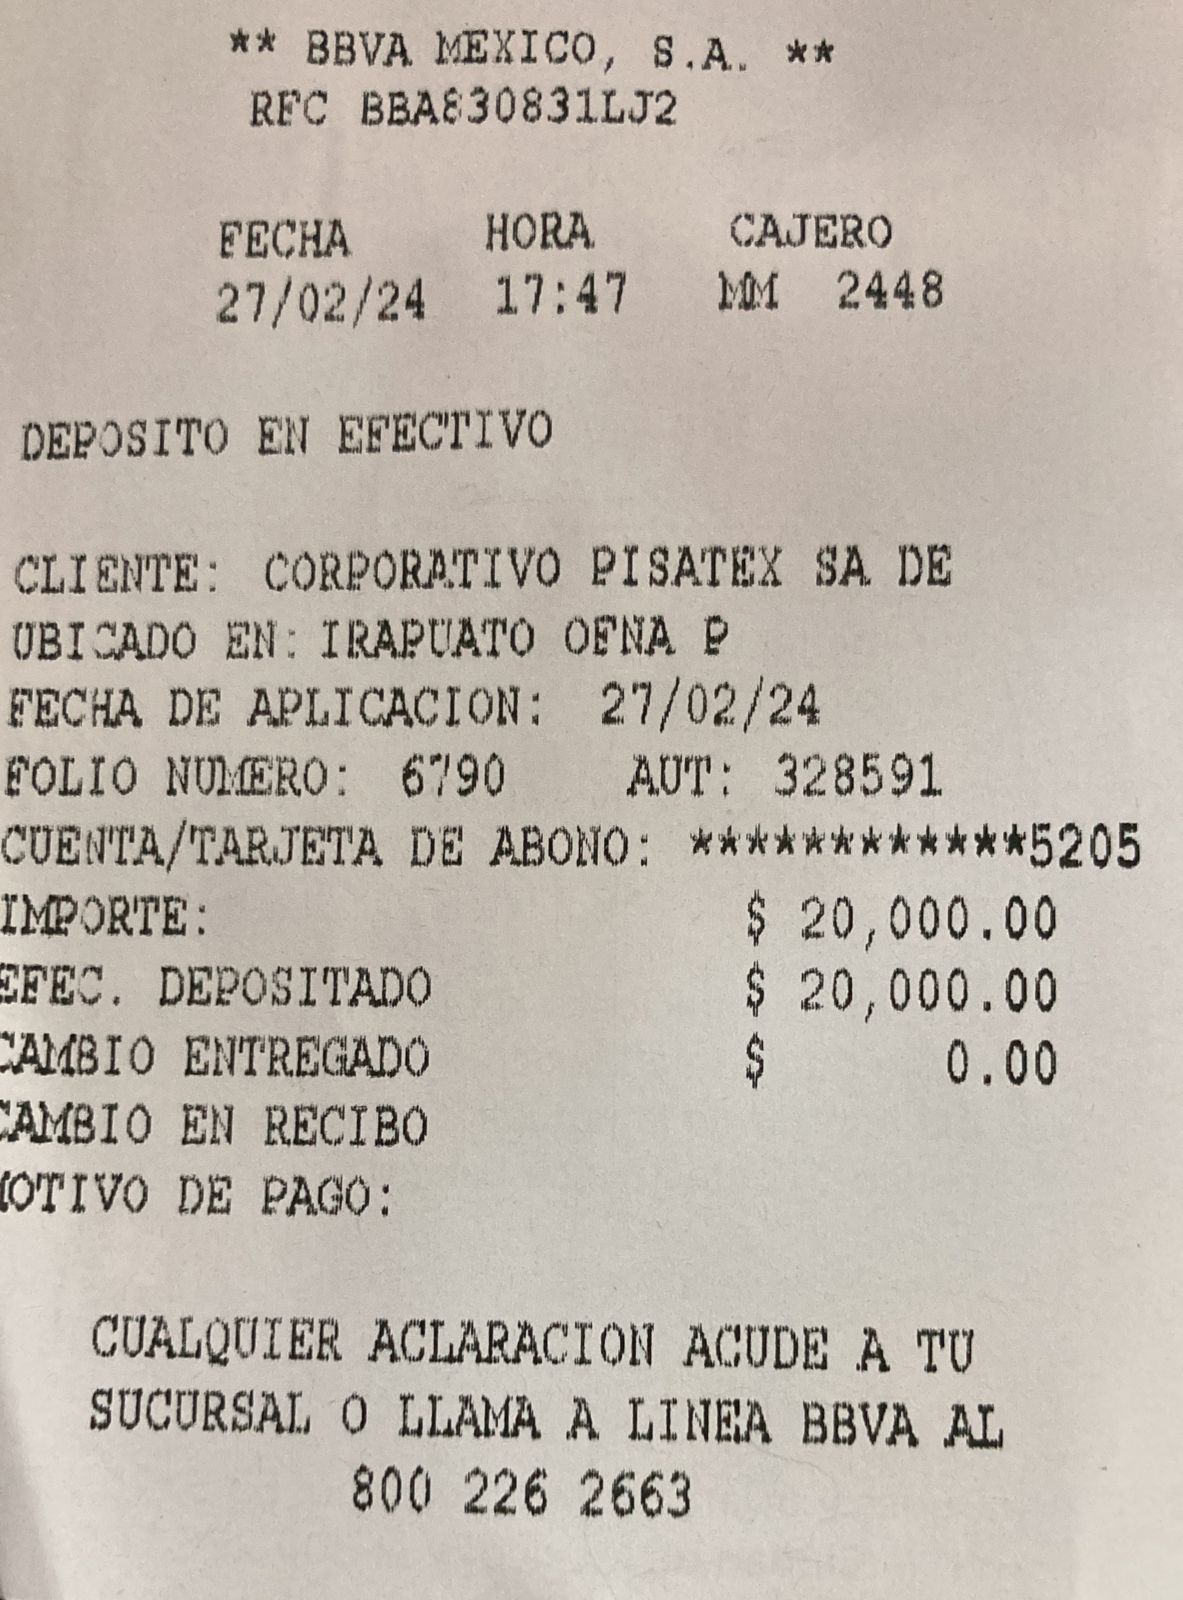 ** BBVA MEXICO, S.A. **
RFC BBA830831LJ2
FECHA HORA CAJERO
27/02/24 17:47 MM 2448
DEPOSITO EN EFECTIVO
CLIENTE: CORPORATIVO PISATEX SA DE
UBICADO EN: IRAPUATO OFNA P
FECHA DE APLICACION: 27/02/24
FOLIO NUMERO: 6790 AUT: 328591
CUENTA/TARJETA DE ABONO: ************5205
IMPORTE: $ 20,000.00
EFEC. DEPOSITADO $ 20,000.00
CAMBIO ENTREGADO $ 0.00
CAMBIO EN RECIBO
MOTIVO DE PAGO:
CUALQUIER ACLARACION ACUDE A TU
SUCURSAL O LLAMA A LINEA BBVA AL
800 226 2663